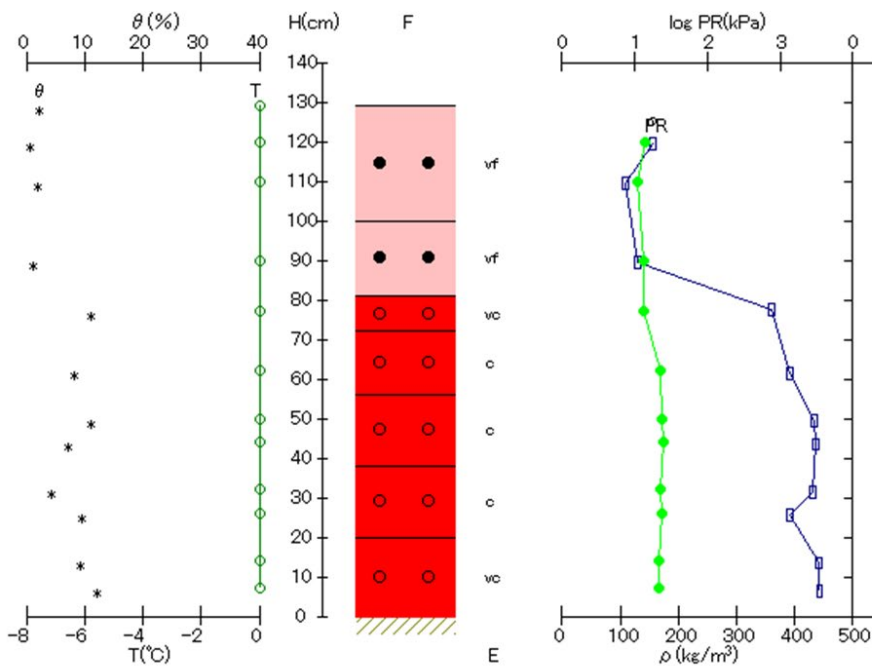 θ(%) H(cm) F log PR(kPa)
0 10 20 30 40 0 1 2 3 4 0
140
θ T
130
120 PR
vf
110
100
90 vf
80
vc
70
c
60
50
c
40
30 c
20
10 vc
0
-8 -6 -4 -2 0 0 100 200 300 400 500
T(℃) E ρ (kg/m³)